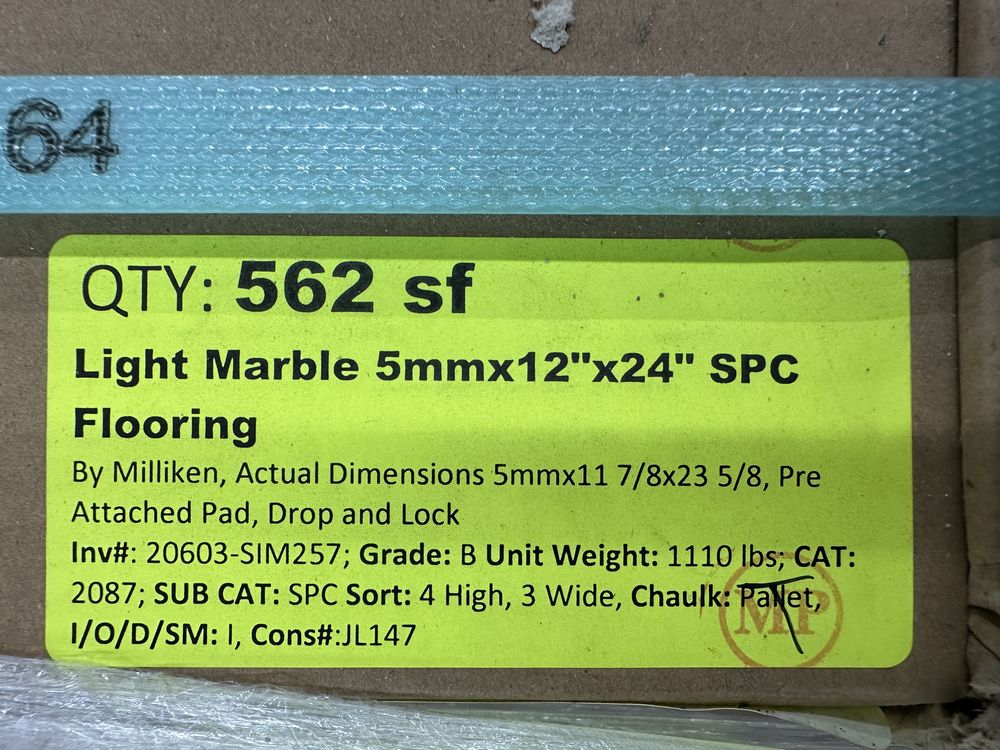 64
QTY: 562 sf
Light Marble 5mmx12"x24" SPC
Flooring
By Milliken, Actual Dimensions 5mmx11 7/8x23 5/8, Pre
Attached Pad, Drop and Lock
Inv#: 20603-SIM257; Grade: B Unit Weight: 1110 lbs; CAT:
2087; SUB CAT: SPC Sort: 4 High, 3 Wide, Chaulk: Pallet,
MP
I/O/D/SM: I, Cons#:JL147